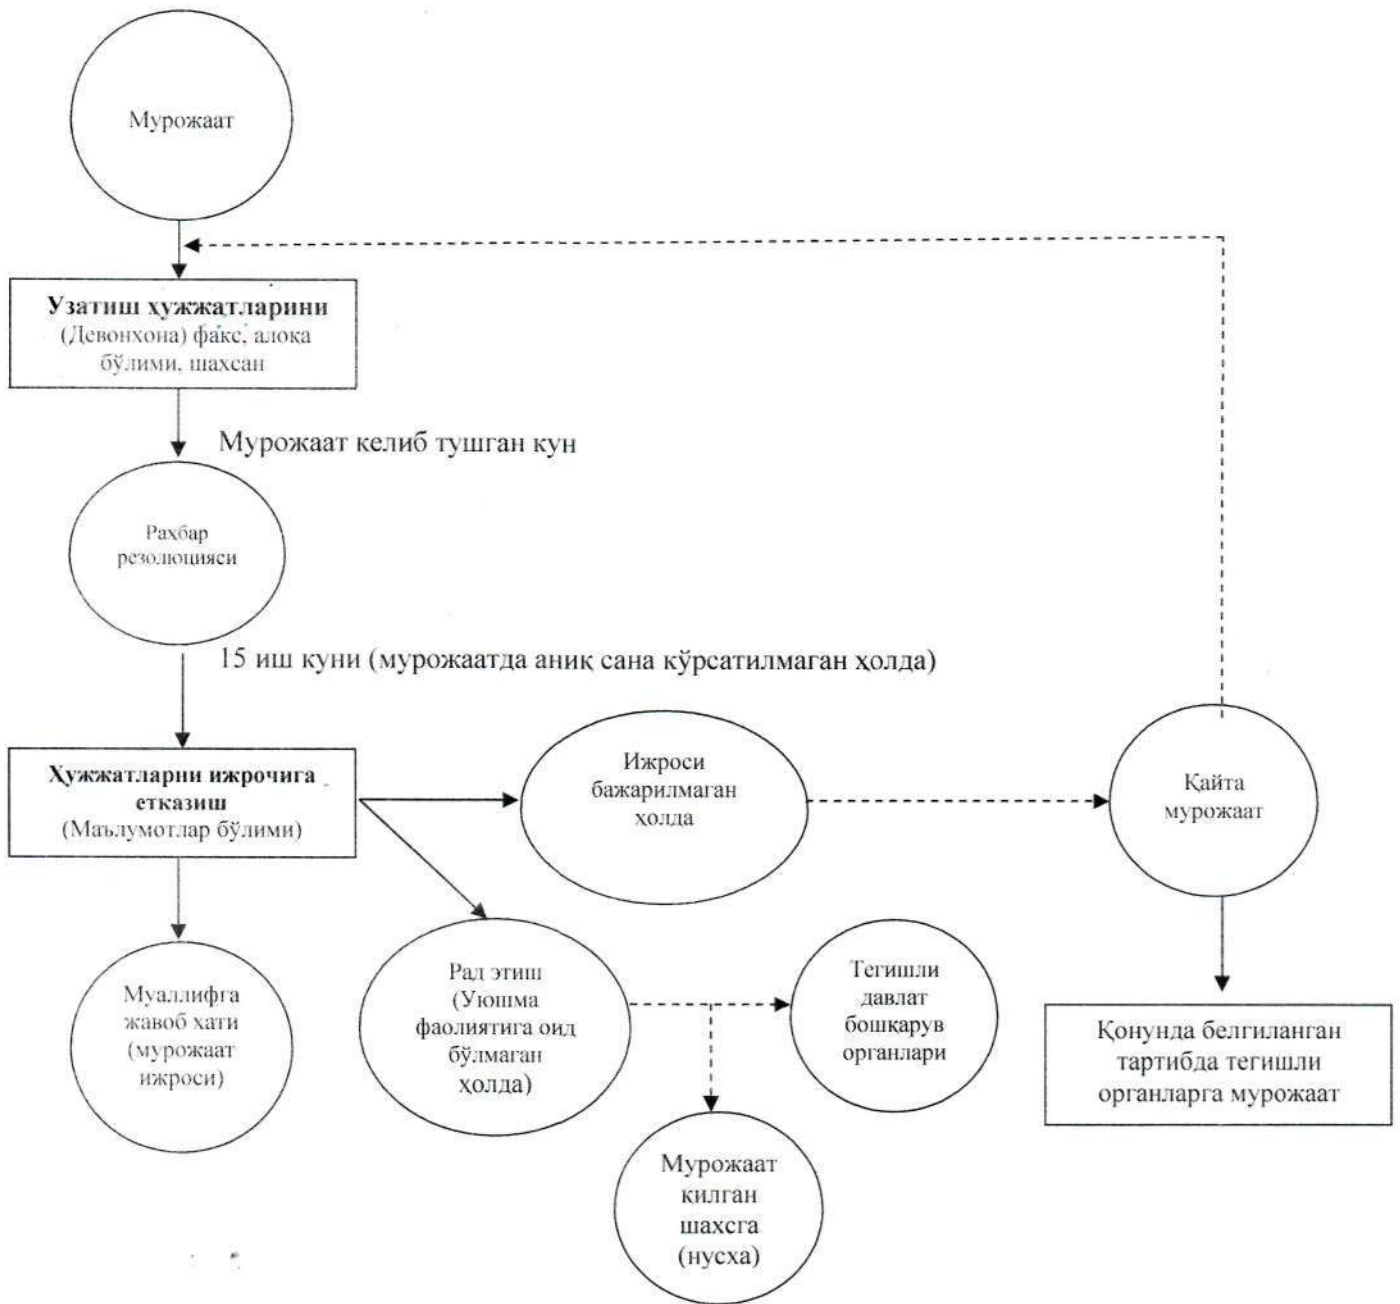 Мурожаат
Узатиш ҳужжатларини
(Девонхона) факс, алоқа
бўлими, шахсан
Мурожаат келиб тушган кун
Раҳбар
резолюцияси
15 иш куни (мурожаатда аниқ сана кўрсатилмаган ҳолда)
Ҳужжатларни ижрочига
етказиш
(Маълумотлар бўлими)
Ижроси
бажарилмаган
ҳолда
Қайта
мурожаат
Муаллифга
жавоб хати
(мурожаат
ижроси)
Рад этиш
(Уюшма
фаолиятига оид
бўлмаган
ҳолда)
Тегишли
давлат
бошқарув
органлари
Қонунда белгиланган
тартибда тегишли
органларга мурожаат
Мурожаат
қилган
шахсга
(нусха)